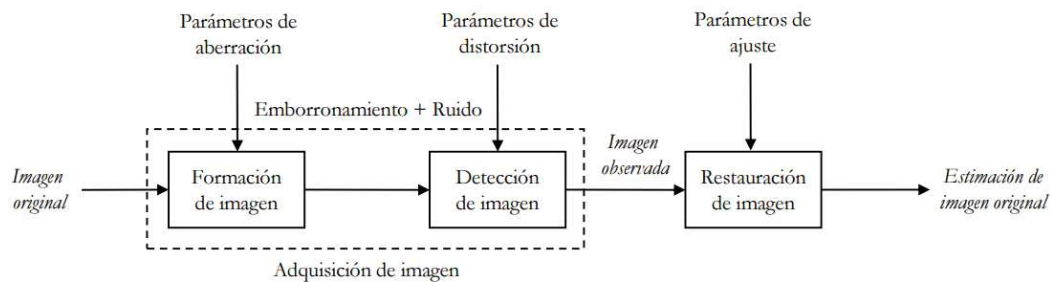 Parámetros de
aberración
Parámetros de
distorsión
Parámetros de
ajuste
Emborronamiento + Ruido
Imagen
original
Formación
de imagen
Detección
de imagen
Imagen
observada
Restauración
de imagen
Estimación de
imagen original
Adquisición de imagen